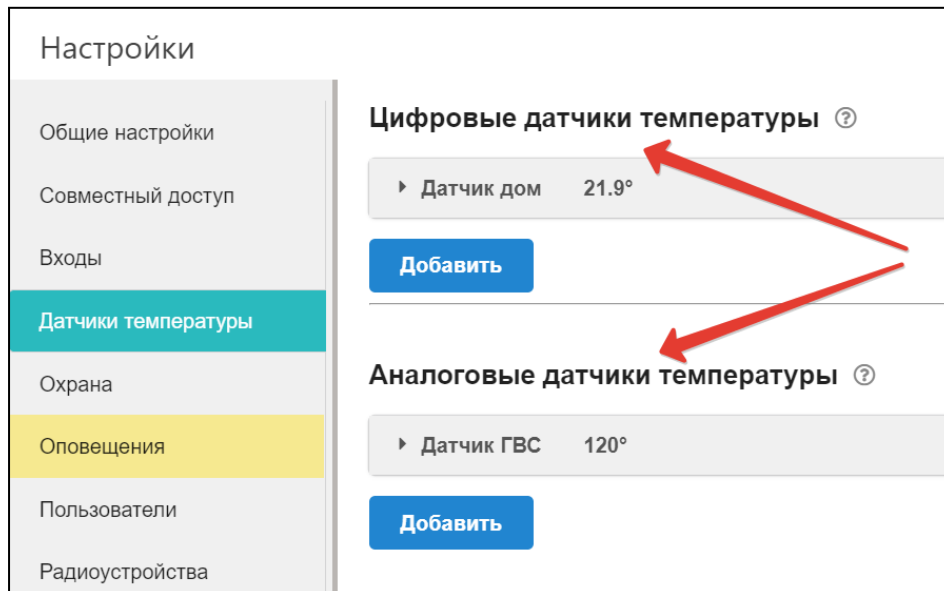 Настройки
Общие настройки
Совместный доступ
Входы
Датчики температуры
Охрана
Оповещения
Пользователи
Радиоустройства
Цифровые датчики температуры ?
Датчик дом 21.9°
Добавить
Аналоговые датчики температуры ?
Датчик ГВС 120°
Добавить